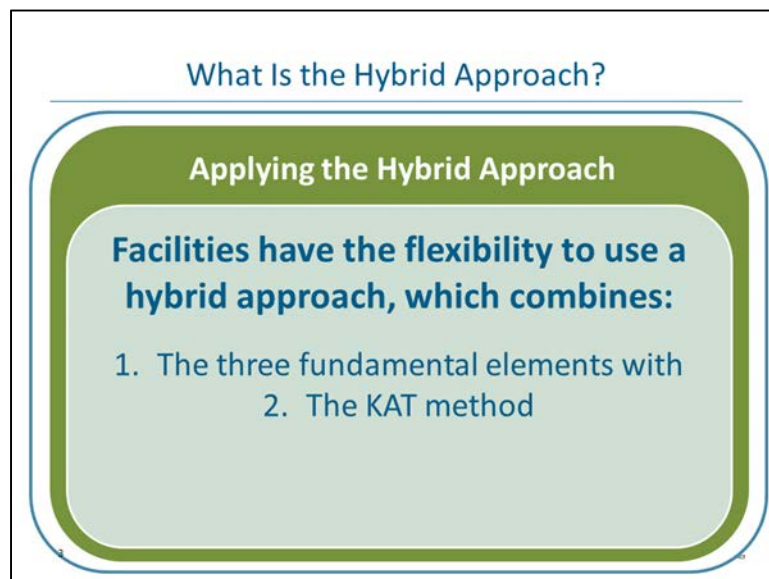 What Is the Hybrid Approach?
Applying the Hybrid Approach
Facilities have the flexibility to use a
hybrid approach, which combines:
1. The three fundamental elements with
2. The KAT method
3